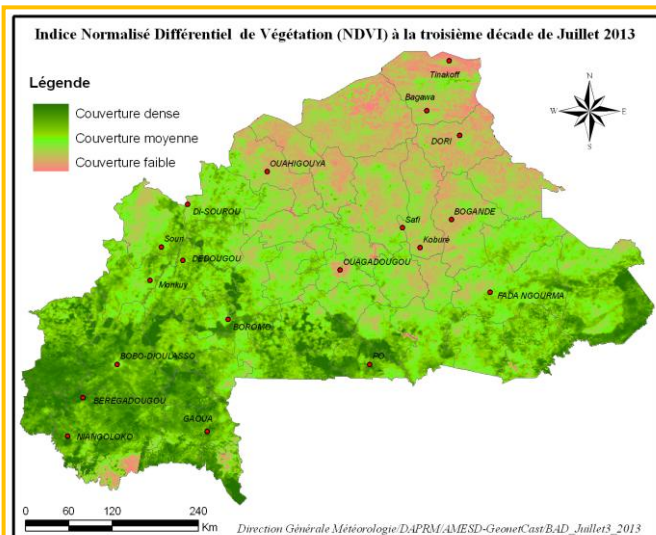 Indice Normalisé Différentiel de Végétation (NDVI) à la troisième décade de Juillet 2013
Légende
Couverture dense
Couverture moyenne
Couverture faible
N
W
E
S
Tinakoff
Bagawa
DORI
OUAHIGOUYA
DI-SOUROU
Safi
BOGANDE
Souri
Koburé
DEDOUGOU
OUAGADOUGOU
Monkuy
FADA NGOURMA
BOROMO
BOBO-DIOULASSO
PO
BEREGADOUGOU
GAOUA
NIANGOLOKO
0 60 120 240
Km
Direction Générale Météorologie/DAPRM/AMESD-GeonetCast/BAD_Juillet3_2013